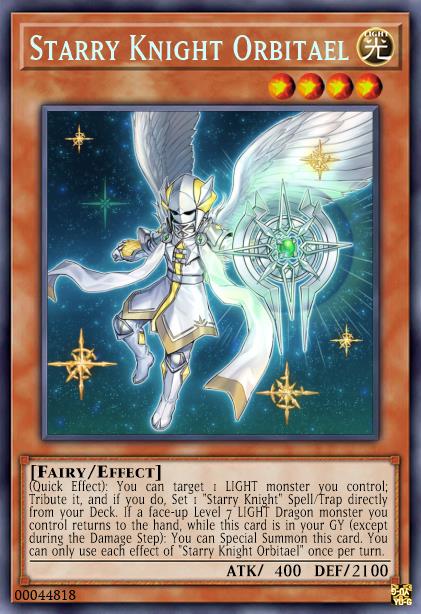 Starry Knight Orbitael
LIGHT
光
[Fairy/Effect]
(Quick Effect): You can target 1 LIGHT monster you control;
Tribute it, and if you do, Set 1 "Starry Knight" Spell/Trap directly
from your Deck. If a face-up Level 7 LIGHT Dragon monster you
control returns to the hand, while this card is in your GY (except
during the Damage Step): You can Special Summon this card. You
can only use each effect of "Starry Knight Orbitael" once per turn.
ATK/ 400 DEF/2100
00044818